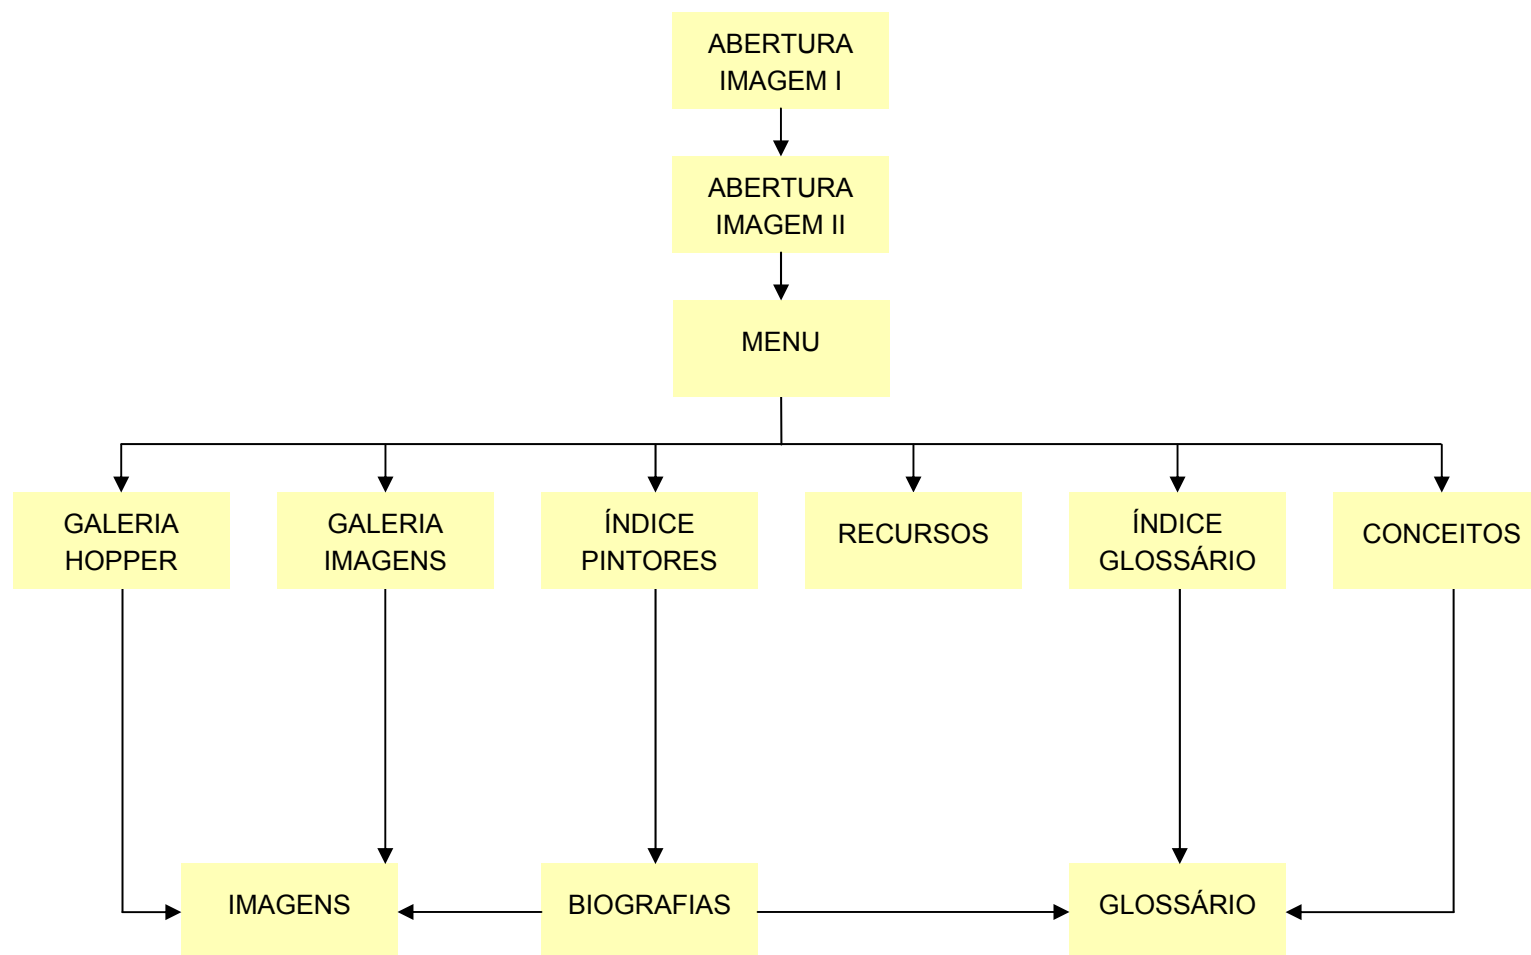 ABERTURA
IMAGEM I
ABERTURA
IMAGEM II
MENU
GALERIA
HOPPER
GALERIA
IMAGENS
ÍNDICE
PINTORES
RECURSOS
ÍNDICE
GLOSSÁRIO
CONCEITOS
IMAGENS
BIOGRAFIAS
GLOSSÁRIO